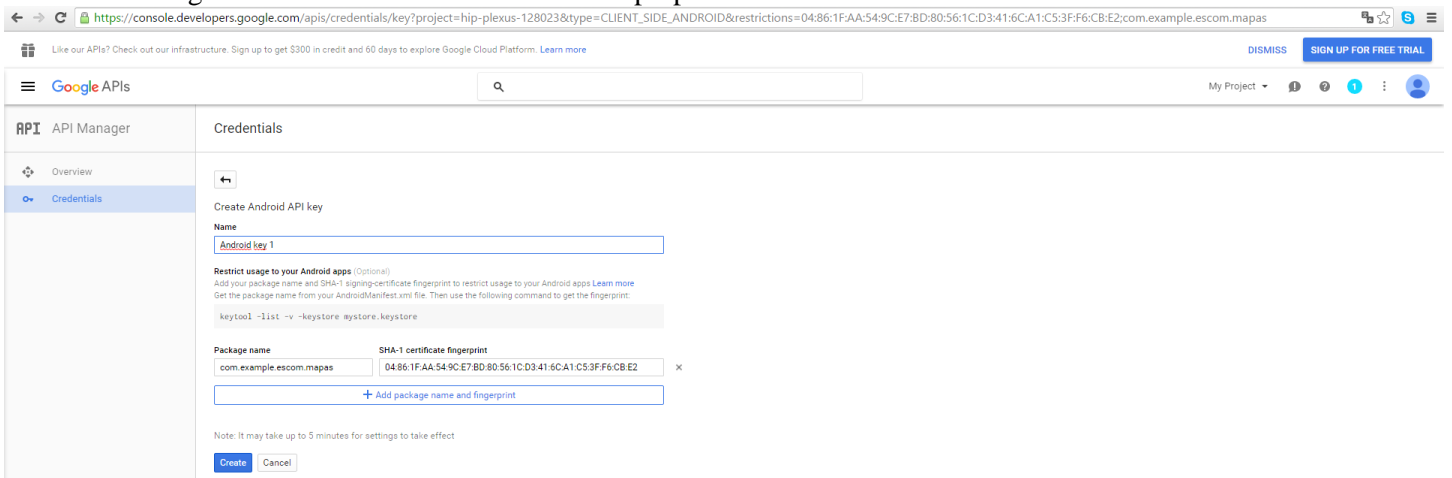 https://console.developers.google.com/apis/credentials/key?project=hip-plexus-128023&type=CLIENT_SIDE_ANDROID&restrictions=04:86:1F:AA:54:9C:E7:BD:80:56:1C:D3:41:6C:A1:C5:3F:F6:CB:E2;com.example.escom.mapas
Like our APIs? Check out our infrastructure. Sign up to get $300 in credit and 60 days to explore Google Cloud Platform. Learn more DISMISS SIGN UP FOR FREE TRIAL
Google APIs My Project 1
API API Manager Credentials
Overview
Credentials
Create Android API key
Name
Android key 1
Restrict usage to your Android apps (Optional)
Add your package name and SHA-1 signing-certificate fingerprint to restrict usage to your Android apps Learn more
Get the package name from your AndroidManifest.xml file. Then use the following command to get the fingerprint:
keytool -list -v -keystore mystore.keystore
Package name SHA-1 certificate fingerprint
com.example.escom.mapas 04:86:1F:AA:54:9C:E7:BD:80:56:1C:D3:41:6C:A1:C5:3F:F6:CB:E2
+ Add package name and fingerprint
Note: It may take up to 5 minutes for settings to take effect
Create Cancel